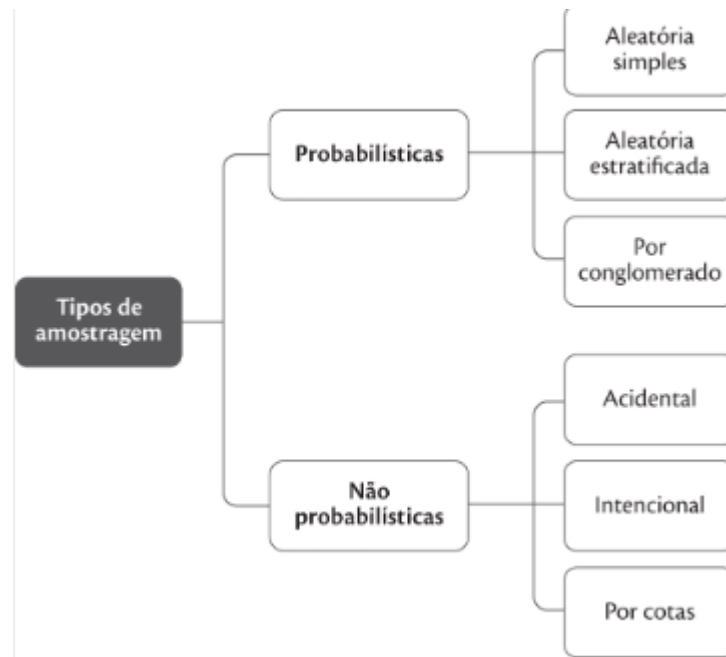 Tipos de
amostragem
Probabilísticas
Aleatória
simples
Aleatória
estratificada
Por
conglomerado
Não
probabilísticas
Acidental
Intencional
Por cotas